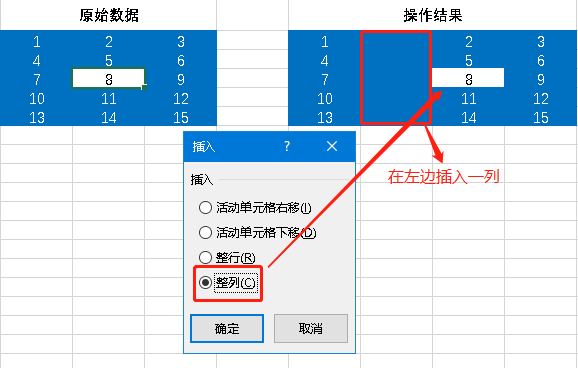 原始数据 操作结果
1 2 3 1 2 3
4 5 6 4 5 6
7 8 9 7 8 9
10 11 12 10 11 12
13 14 15 13 14 15
插入 ? ×
在左边插入一列
插入
活动单元格右移(I)
活动单元格下移(D)
整行(R)
整列(C)
确定 取消